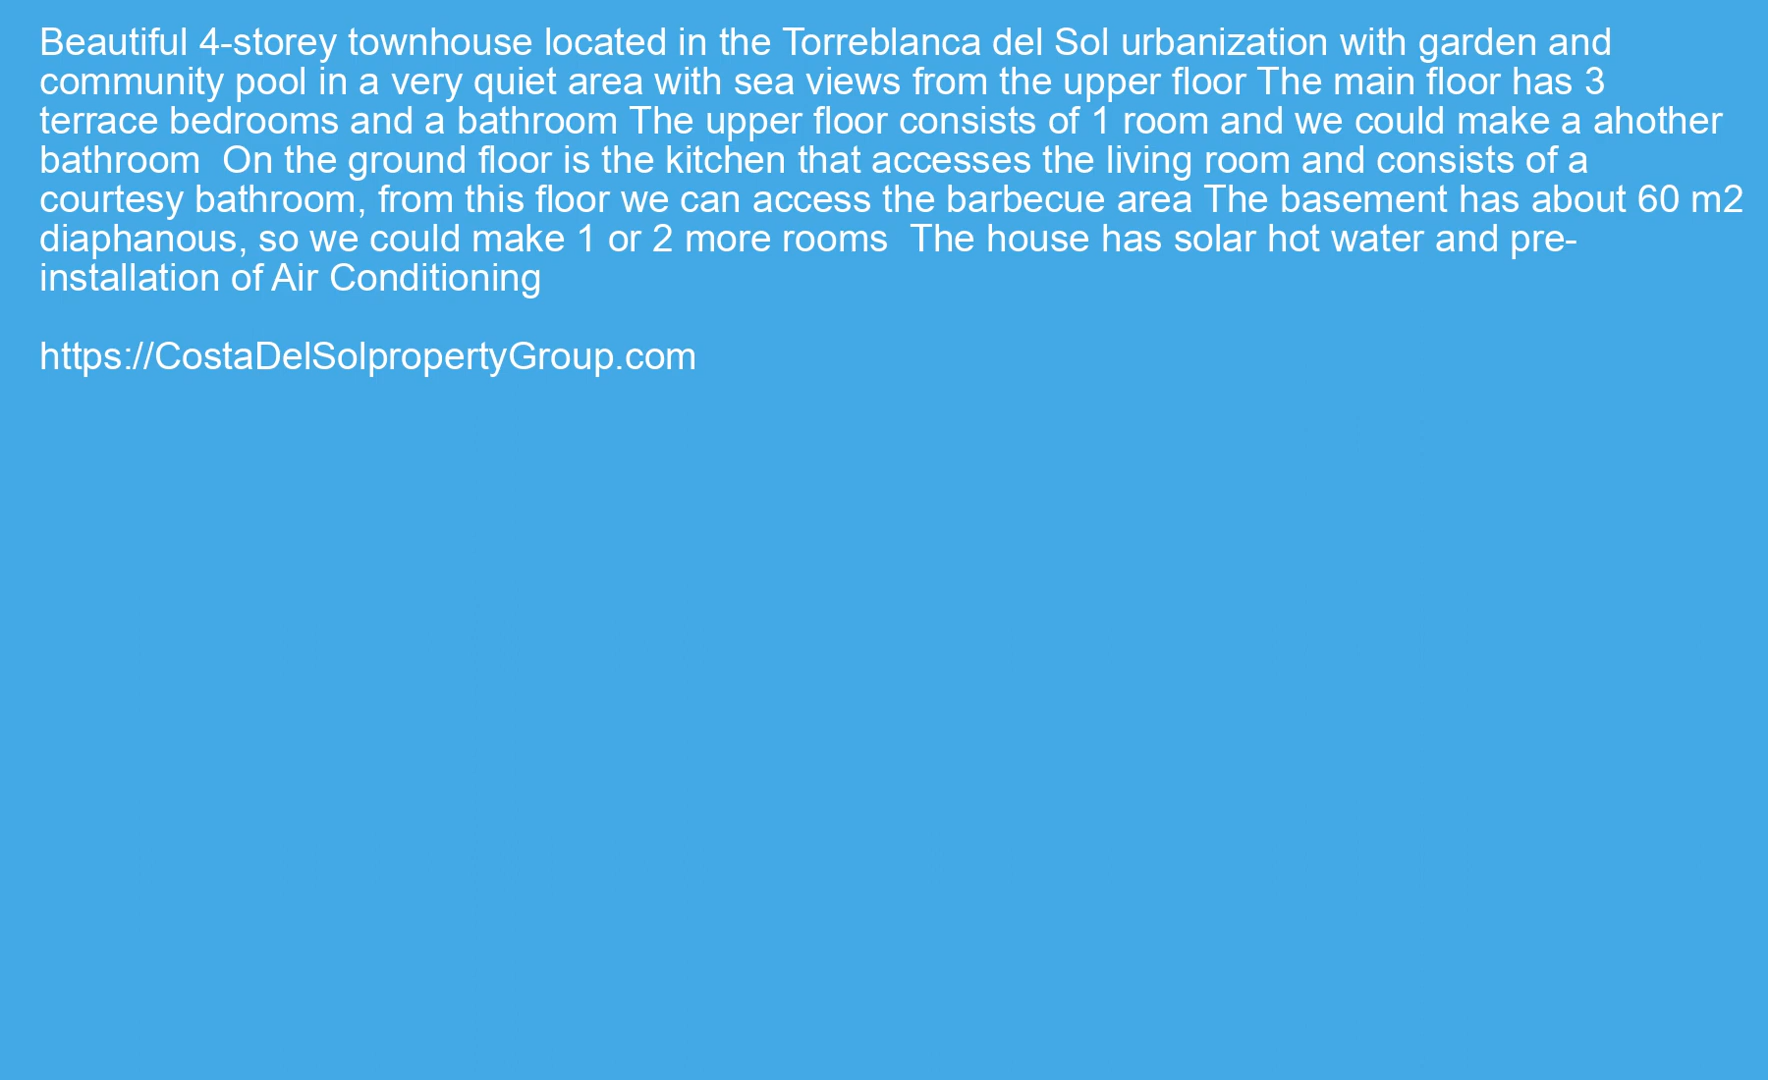 Beautiful 4-storey townhouse located in the Torreblanca del Sol urbanization with garden and
community pool in a very quiet area with sea views from the upper floor The main floor has 3
terrace bedrooms and a bathroom The upper floor consists of 1 room and we could make a ahother
bathroom  On the ground floor is the kitchen that accesses the living room and consists of a
courtesy bathroom, from this floor we can access the barbecue area The basement has about 60 m2
diaphanous, so we could make 1 or 2 more rooms  The house has solar hot water and pre-
installation of Air Conditioning
https://CostaDelSolpropertyGroup.com